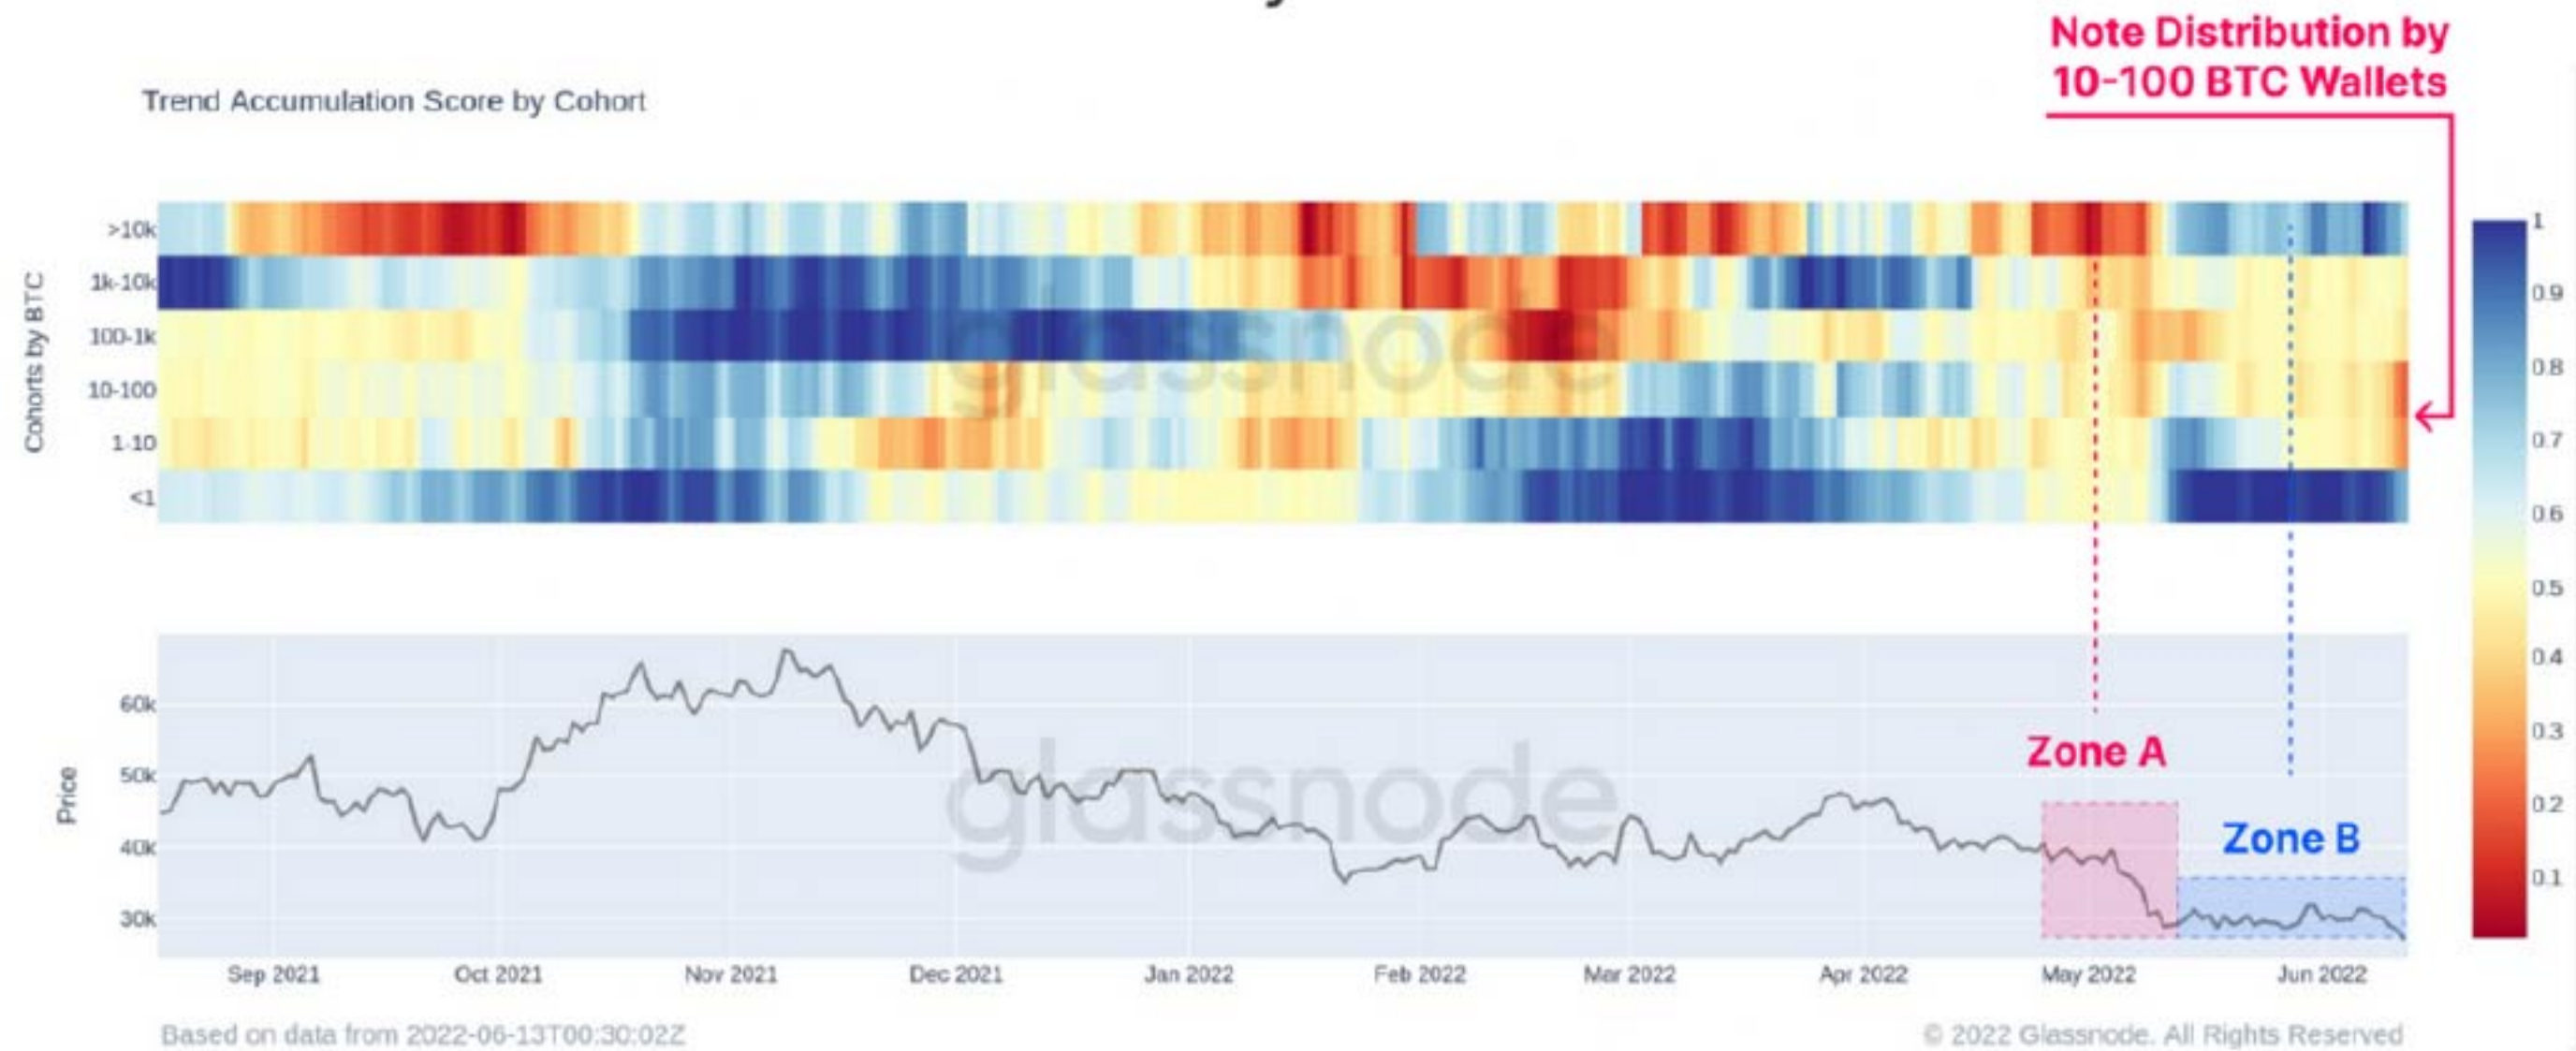 Note Distribution by
10-100 BTC Wallets
Trend Accumulation Score by Cohort
Cohorts by BTC
>10k
1k-10k
100-1k
10-100
1-10
<1
glassnode
1
0.9
0.8
0.7
0.6
0.5
0.4
0.3
0.2
0.1
Price
60k
50k
40k
30k
glassnode
Zone A
Zone B
Sep 2021 Oct 2021 Nov 2021 Dec 2021 Jan 2022 Feb 2022 Mar 2022 Apr 2022 May 2022 Jun 2022
Based on data from 2022-06-13T00:30:02Z
© 2022 Glassnode. All Rights Reserved